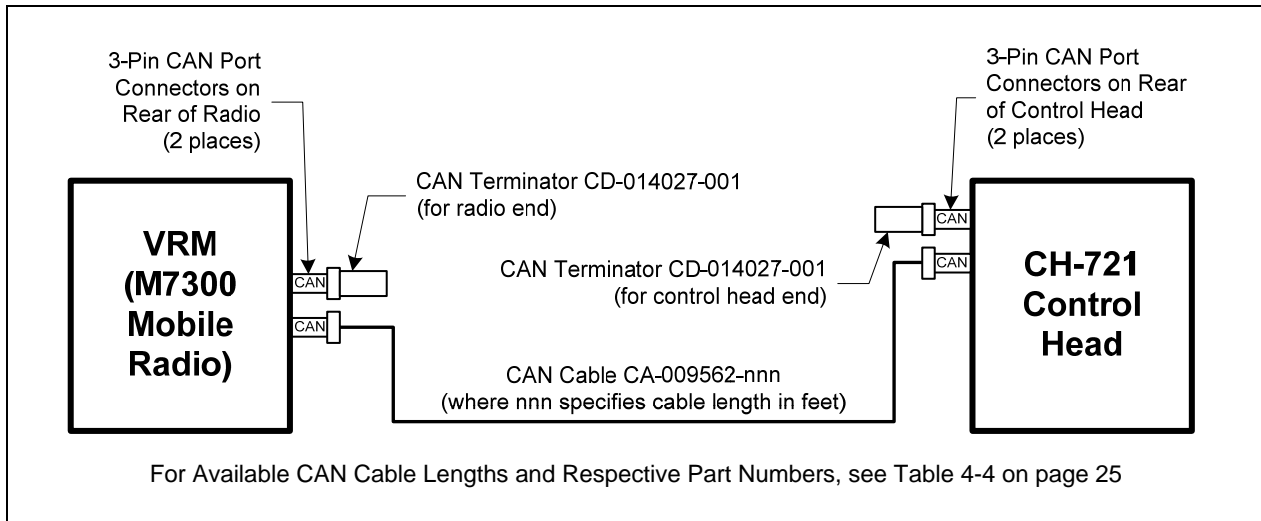 3-Pin CAN Port
Connectors on
Rear of Radio
(2 places)
3-Pin CAN Port
Connectors on Rear
of Control Head
(2 places)
CAN Terminator CD-014027-001
(for radio end)
CAN Terminator CD-014027-001
(for control head end)
VRM
(M7300
Mobile
Radio)
CAN
CAN
CAN
CAN
CH-721
Control
Head
CAN Cable CA-009562-nnn
(where nnn specifies cable length in feet)
For Available CAN Cable Lengths and Respective Part Numbers, see Table 4-4 on page 25